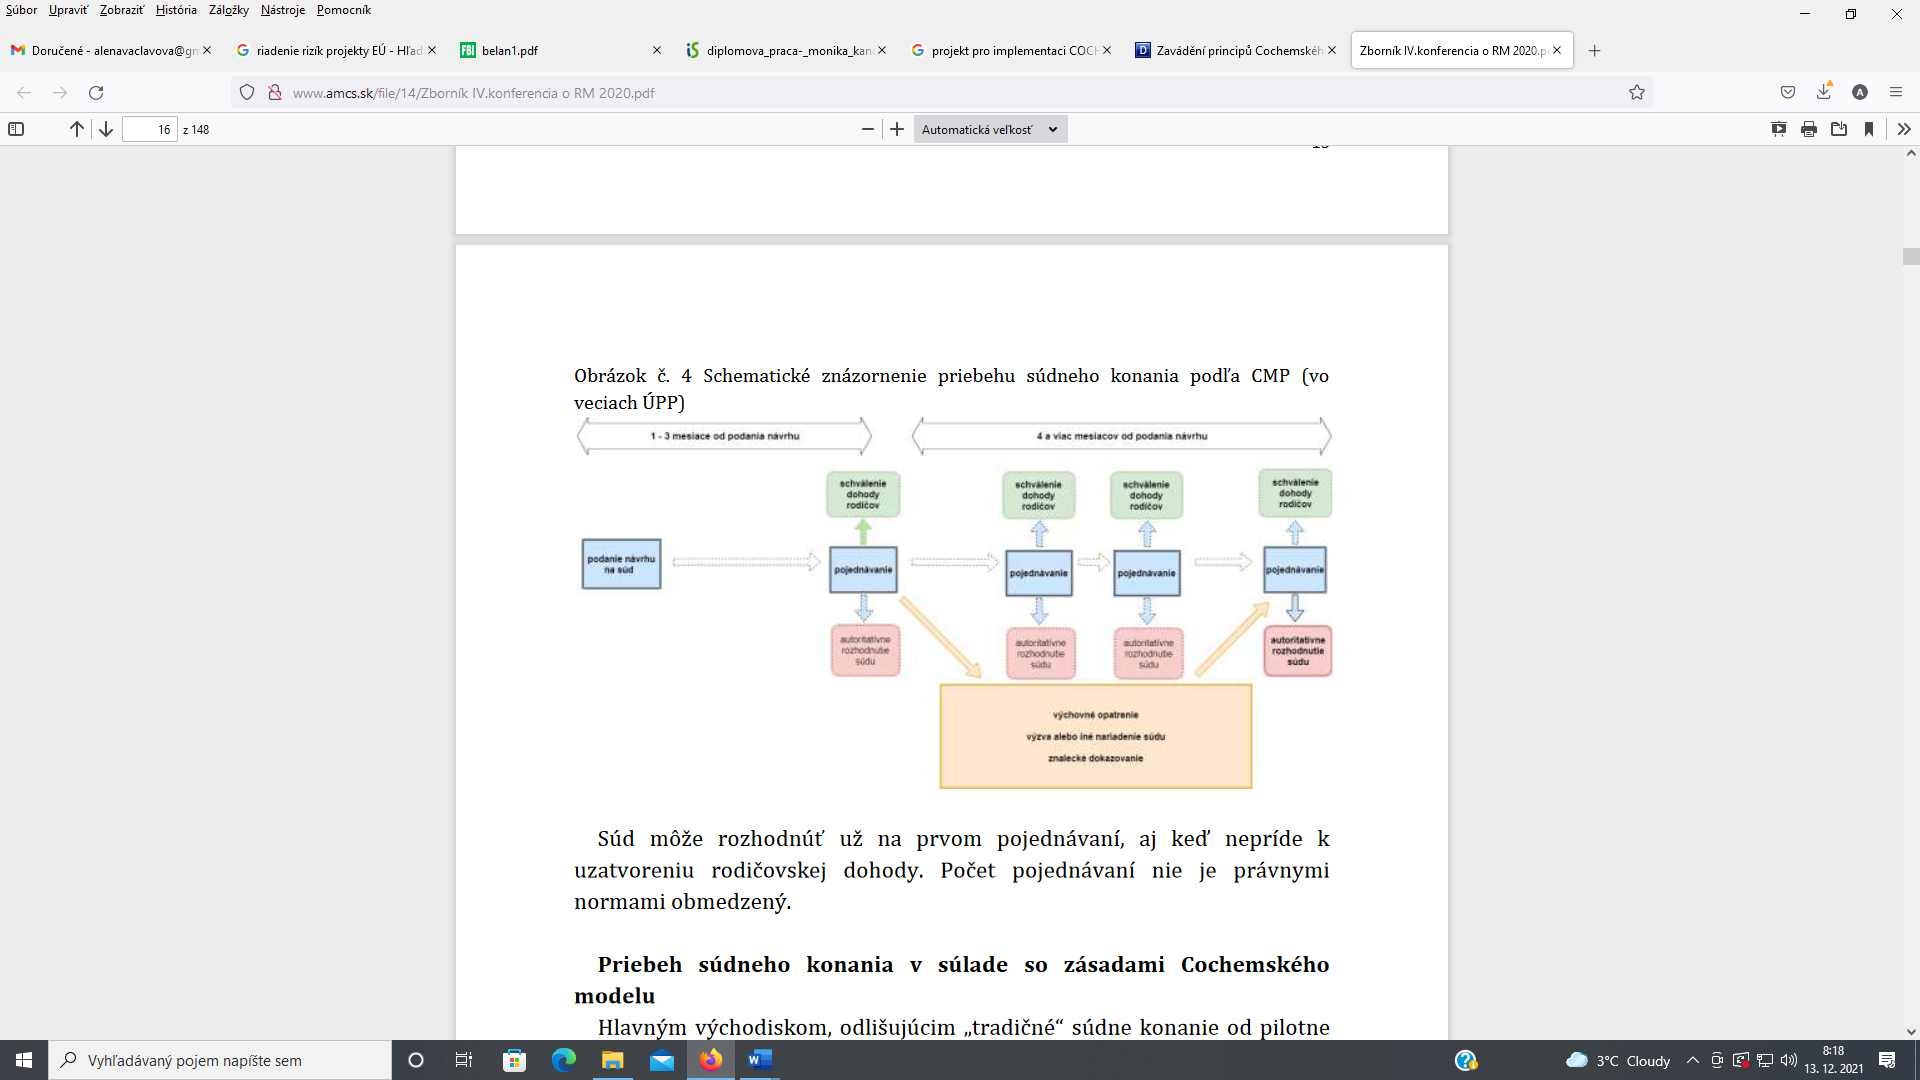 Súbor Upraviť Zobraziť História Záložky Nástroje Pomocník
Doručené - alenavaclavova@gm
riadenie rizík projekty EÚ - Hľad
belan1.pdf
diplomova_praca-_monika_kan
projekt pro implementaci COCH
Zavádění principů Cochemskéh
Zborník IV.konferencia o RM 2020.p
www.amcs.sk/file/14/Zborník IV.konferencia o RM 2020.pdf
A
16 z 148
Automatická veľkosť
Obrázok č. 4 Schematické znázornenie priebehu súdneho konania podľa CMP (vo
veciach ÚPP)
1 - 3 mesiace od podania návrhu
4 a viac mesiacov od podania návrhu
schválenie
dohody
rodičov
schválenie
dohody
rodičov
schválenie
dohody
rodičov
schválenie
dohody
rodičov
podanie návrhu
na súd
pojednávanie
pojednávanie
pojednávanie
pojednávanie
autoritatívne
rozhodnutie
súdu
autoritatívne
rozhodnutie
súdu
autoritatívne
rozhodnutie
súdu
autoritatívne
rozhodnutie
súdu
výchovné opatrenie
výzva alebo iné nariadenie súdu
znalecké dokazovanie
Súd môže rozhodnúť už na prvom pojednávaní, aj keď nepríde k
uzatvoreniu rodičovskej dohody. Počet pojednávaní nie je právnymi
normami obmedzený.
Priebeh súdneho konania v súlade so zásadami Cochemského
modelu
Hlavným východiskom, odlišujúcim „tradičné“ súdne konanie od pilotne
Vyhľadávaný pojem napíšte sem
3°C Cloudy
8:18
13. 12. 2021